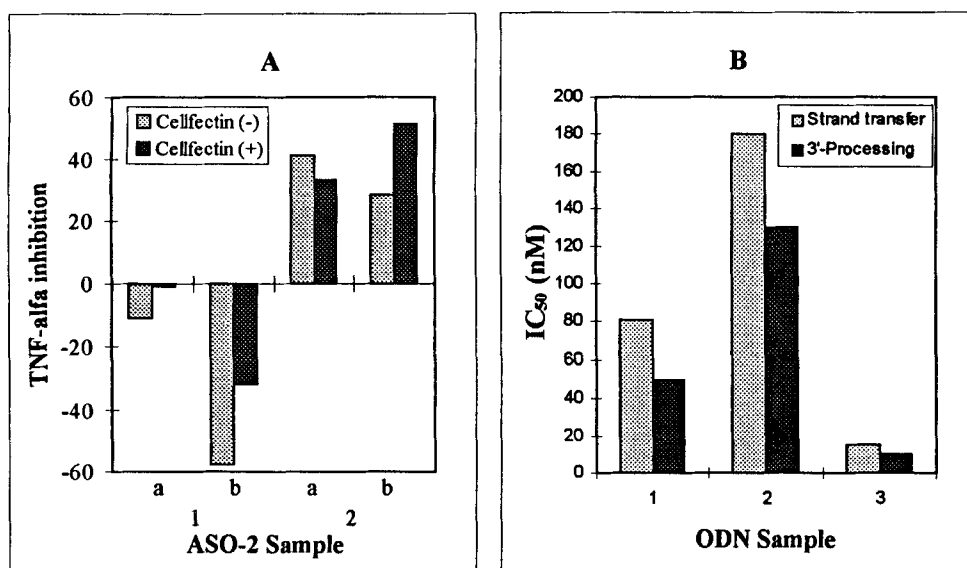 A
60
40
20
0
-20
-40
-60
TNF-alfa inhibition
Cellfectin (-)
Cellfectin (+)
a b a b
1 2
ASO-2 Sample
B
200
180
160
140
120
100
80
60
40
20
0
IC50 (nM)
Strand transfer
3'-Processing
1 2 3
ODN Sample